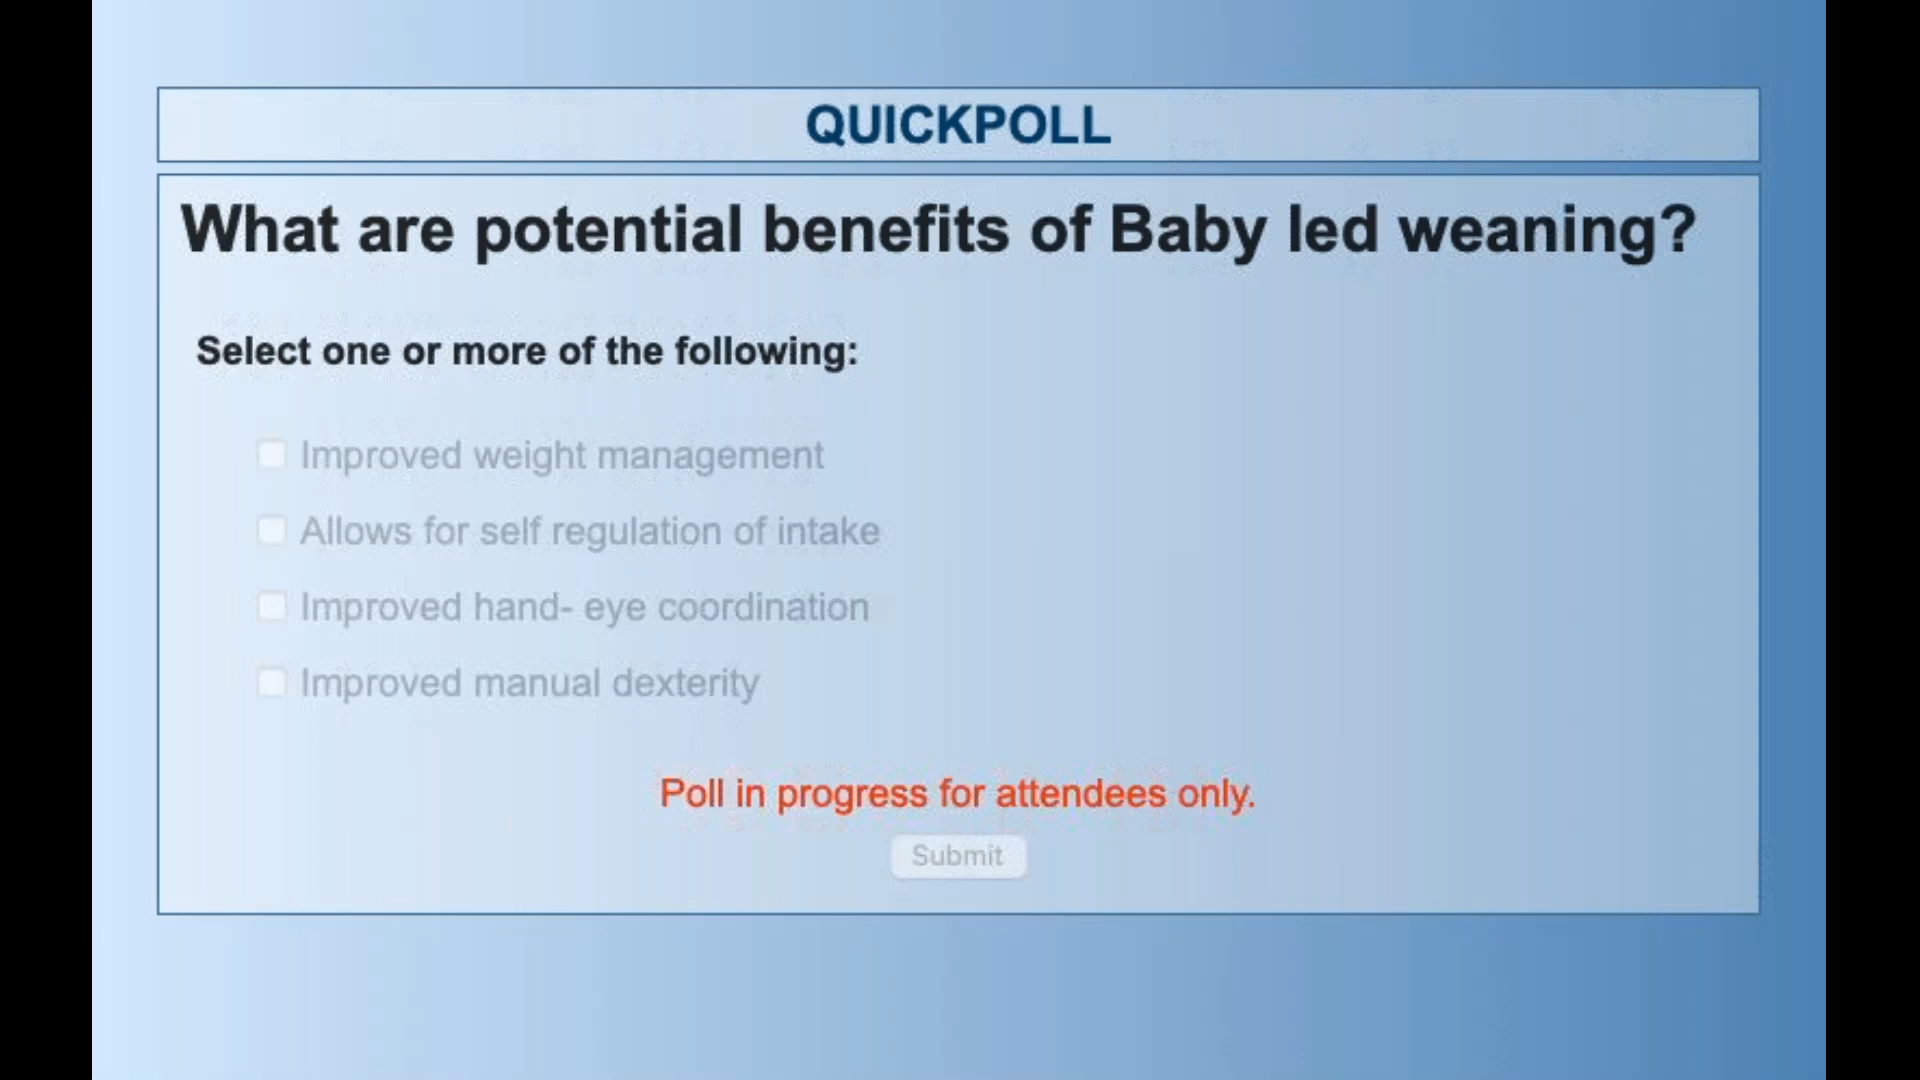 QUICKPOLL
What are potential benefits of Baby led weaning?
Select one or more of the following:
Improved weight management
Allows for self regulation of intake
Improved hand- eye coordination
Improved manual dexterity
Poll in progress for attendees only.
Submit